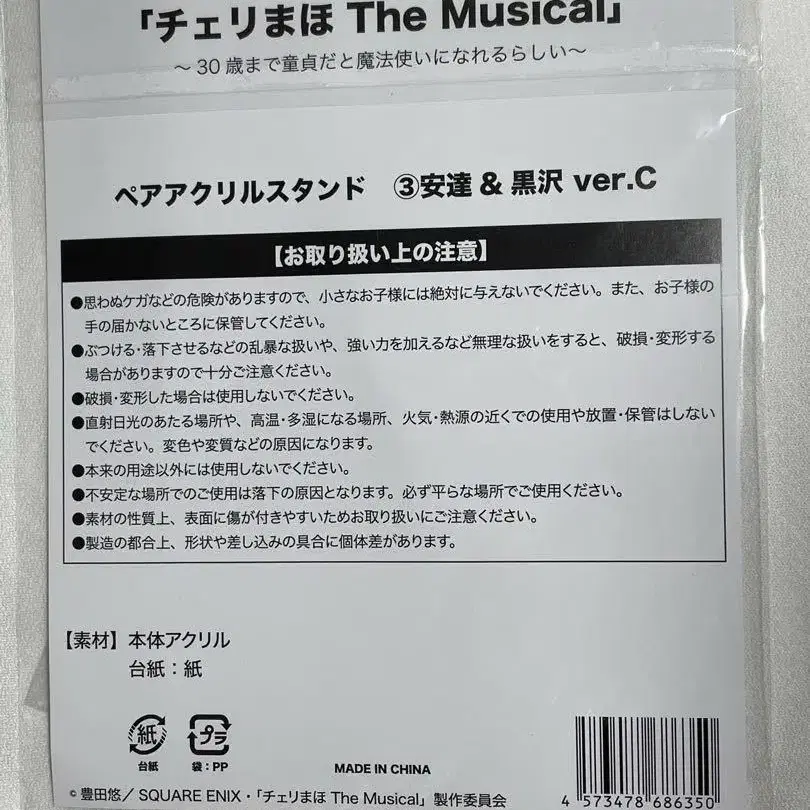 「チェリまほ The Musical」
～30歳まで童貞だと魔法使いになれるらしい～
ペアアクリルスタンド ③安達 & 黒沢 ver.C
【お取り扱い上の注意】
●思わぬケガなどの危険がありますので、小さなお子様には絶対に与えないでください。また、お子様の
手の届かないところに保管してください。
●ぶつける・落下させるなどの乱暴な扱いや、強い力を加えるなど無理な扱いをすると、破損・変形する
場合がありますので十分ご注意ください。
●破損・変形した場合は使用しないでください。
●直射日光のあたる場所や、高温・多湿になる場所、火気・熱源の近くでの使用や放置・保管はしない
でください。変色や変質などの原因になります。
●本来の用途以外には使用しないでください。
●不安定な場所でのご使用は落下の原因となります。必ず平らな場所でご使用ください。
●素材の性質上、表面に傷が付きやすいためお取り扱いにご注意ください。
●製造の都合上、形状や差し込みの具合に個体差があります。
【素材】本体アクリル
台紙：紙
紙 プラ
台紙 袋：PP
MADE IN CHINA
©豊田悠／SQUARE ENIX・「チェリまほ The Musical」製作委員会
4 573478 686350